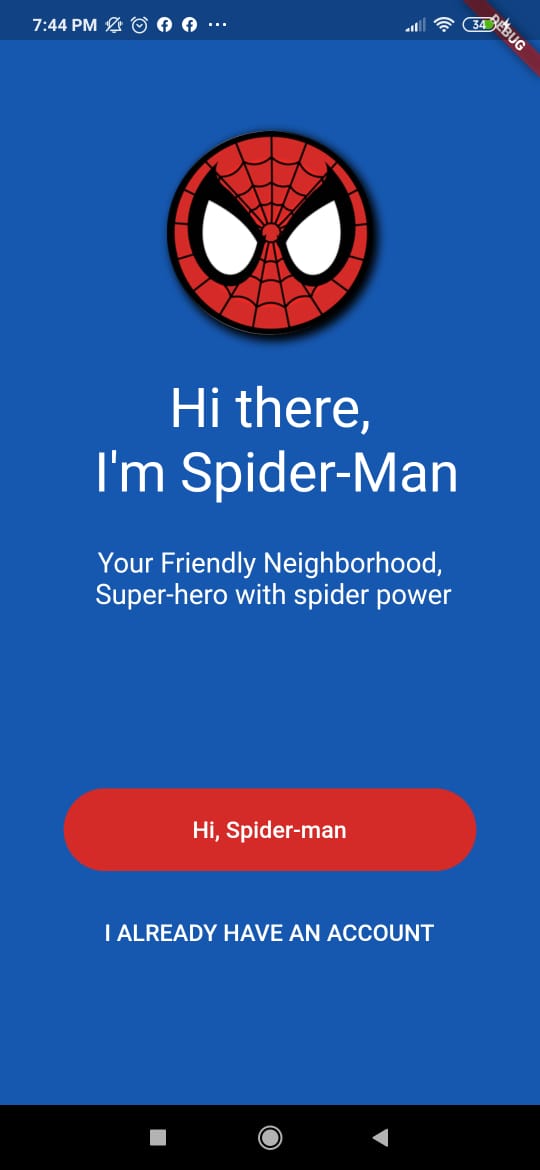 7:44 PM
34
DEBUG
Hi there,
I'm Spider-Man
Your Friendly Neighborhood,
Super-hero with spider power
Hi, Spider-man
I ALREADY HAVE AN ACCOUNT